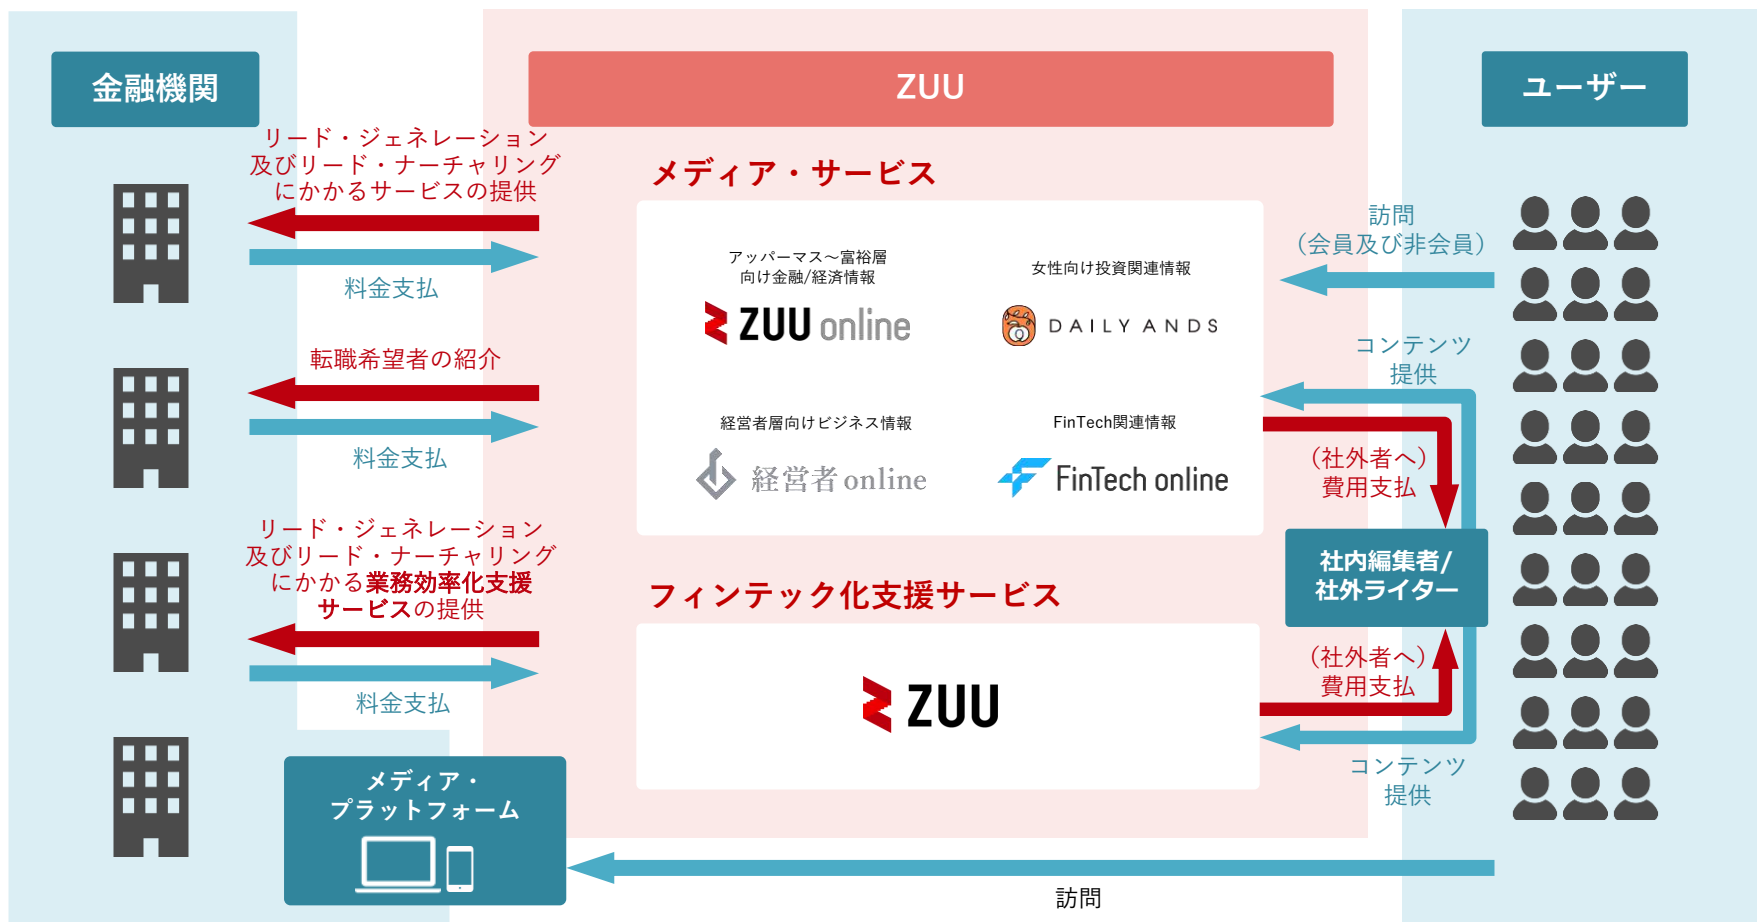 金融機関
ZUU
ユーザー
リード・ジェネレーション
及びリード・ナーチャリング
にかかるサービスの提供
料金支払
転職希望者の紹介
料金支払
リード・ジェネレーション
及びリード・ナーチャリング
にかかる業務効率化支援
サービスの提供
料金支払
メディア・
プラットフォーム
メディア・サービス
アッパーマス～富裕層
向け金融/経済情報
ZUU online
女性向け投資関連情報
DAILY ANDS
経営者層向けビジネス情報
経営者 online
FinTech関連情報
FinTech online
フィンテック化支援サービス
ZUU
訪問
（会員及び非会員）
コンテンツ
提供
（社外者へ）
費用支払
社内編集者/
社外ライター
（社外者へ）
費用支払
コンテンツ
提供
訪問